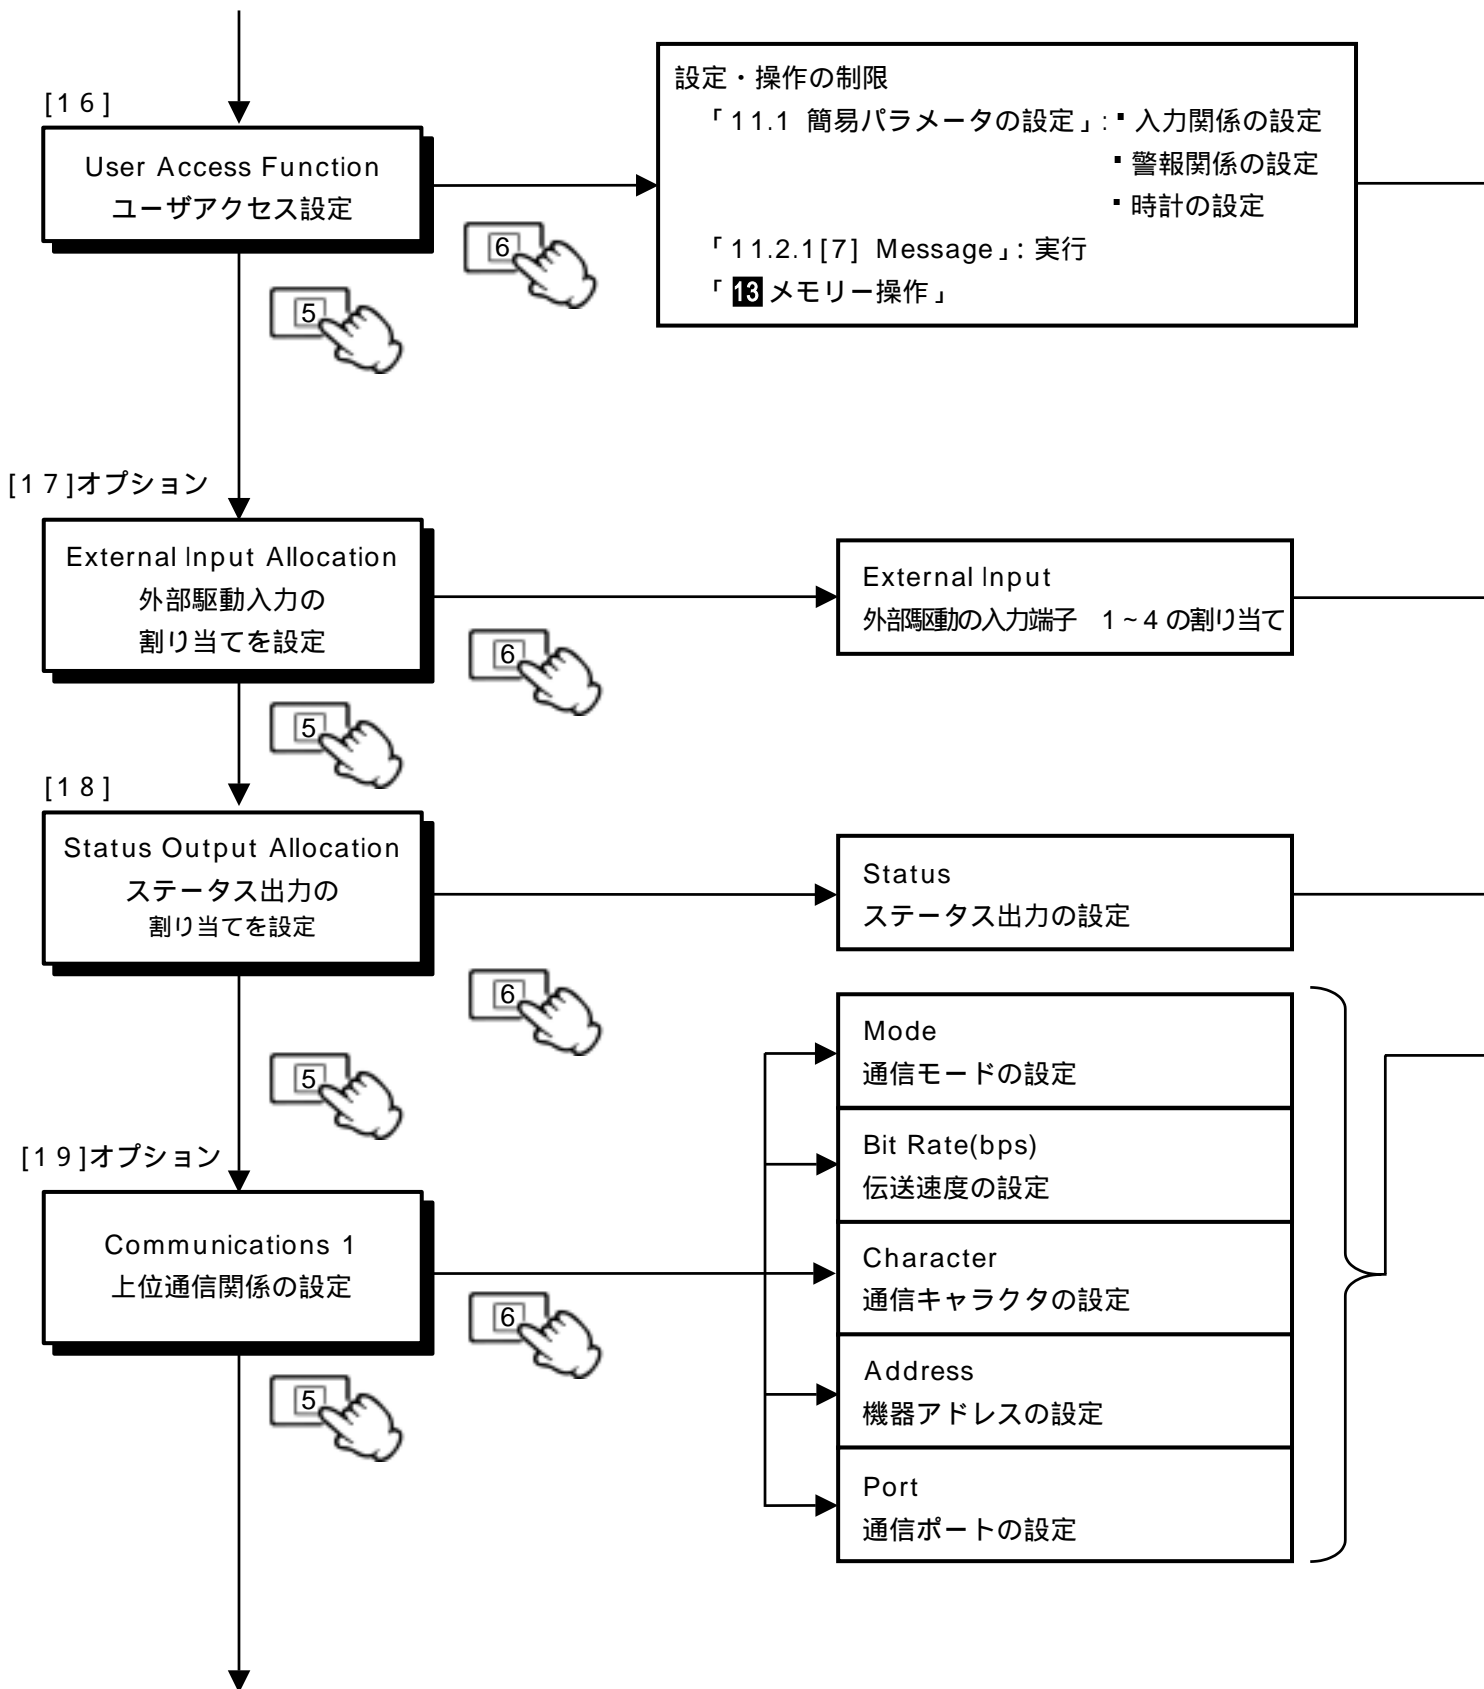 [16]
User Access Function
ユーザアクセス設定
6
5
設定・操作の制限
「11.1 簡易パラメータの設定」:▪入力関係の設定
▪警報関係の設定
▪時計の設定
「11.2.1[7] Message」:実行
「13メモリー操作」
[17]オプション
External Input Allocation
外部駆動入力の
割り当てを設定
6
5
External Input
外部駆動の入力端子 1~4の割り当て
[18]
Status Output Allocation
ステータス出力の
割り当てを設定
6
5
Status
ステータス出力の設定
[19]オプション
Communications 1
上位通信関係の設定
6
5
Mode
通信モードの設定
Bit Rate(bps)
伝送速度の設定
Character
通信キャラクタの設定
Address
機器アドレスの設定
Port
通信ポートの設定